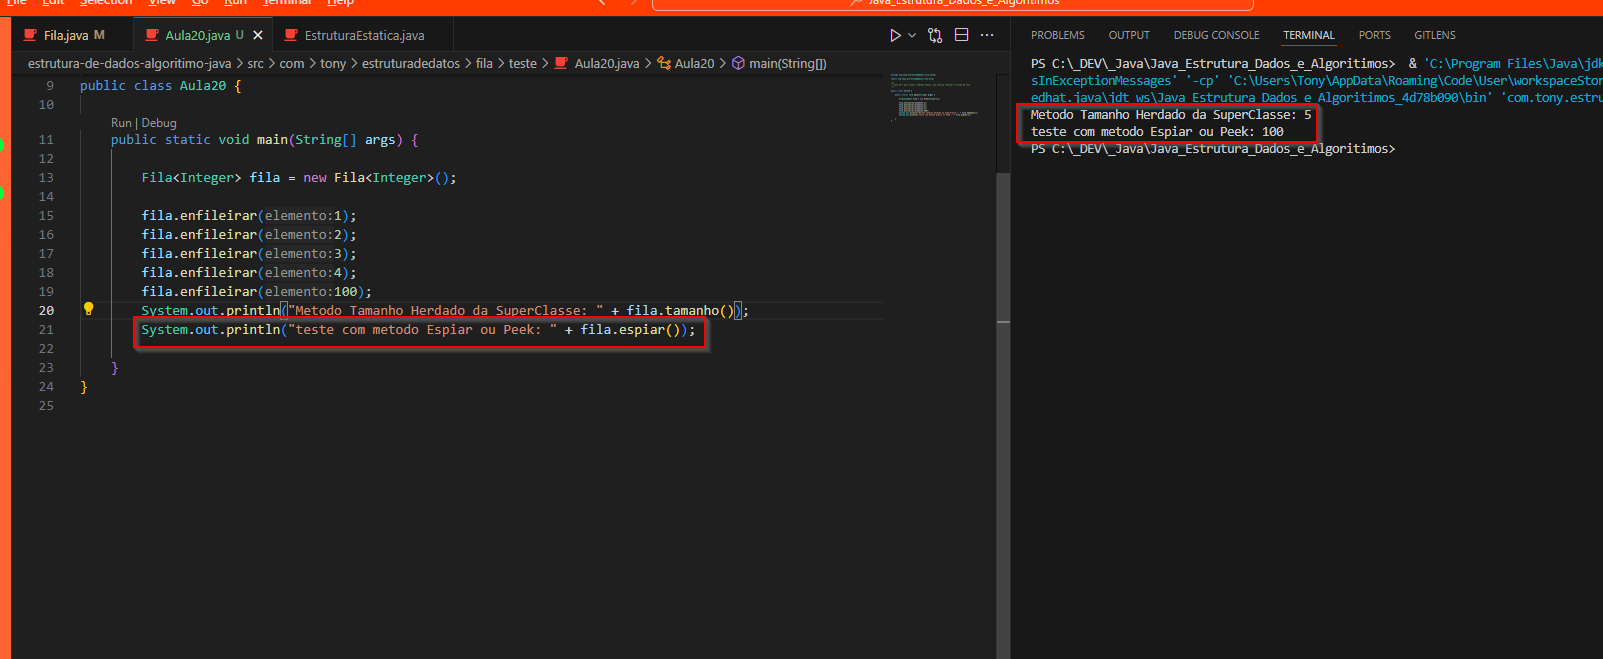 File Edit Selection View Go Run Terminal Help
Java_Estrutura_Dados_e_Algoritimos
Fila.java M
Aula20.java U
EstruturaEstatica.java
estrutura-de-dados-algoritimo-java > src > com > tony > estruturadedatos > fila > teste > Aula20.java > Aula20 > main(String[])
9 public class Aula20 {
10
Run | Debug
11 public static void main(String[] args) {
12
13 Fila<Integer> fila = new Fila<Integer>();
14
15 fila.enfileirar(elemento:1);
16 fila.enfileirar(elemento:2);
17 fila.enfileirar(elemento:3);
18 fila.enfileirar(elemento:4);
19 fila.enfileirar(elemento:100);
20 System.out.println("Metodo Tamanho Herdado da SuperClasse: " + fila.tamanho());
21 System.out.println("teste com metodo Espiar ou Peek: " + fila.espiar());
22
23 }
24 }
25
PROBLEMS OUTPUT DEBUG CONSOLE TERMINAL PORTS GITLENS
PS C:\_DEV\_Java\Java_Estrutura_Dados_e_Algoritimos> & 'C:\Program Files\Java\jdk
sInExceptionMessages' '-cp' 'C:\Users\Tony\AppData\Roaming\Code\User\workspaceStor
edhat.java\jdt_ws\Java_Estrutura_Dados_e_Algoritimos_4d78b090\bin' 'com.tony.estru
Metodo Tamanho Herdado da SuperClasse: 5
teste com metodo Espiar ou Peek: 100
PS C:\_DEV\_Java\Java_Estrutura_Dados_e_Algoritimos>